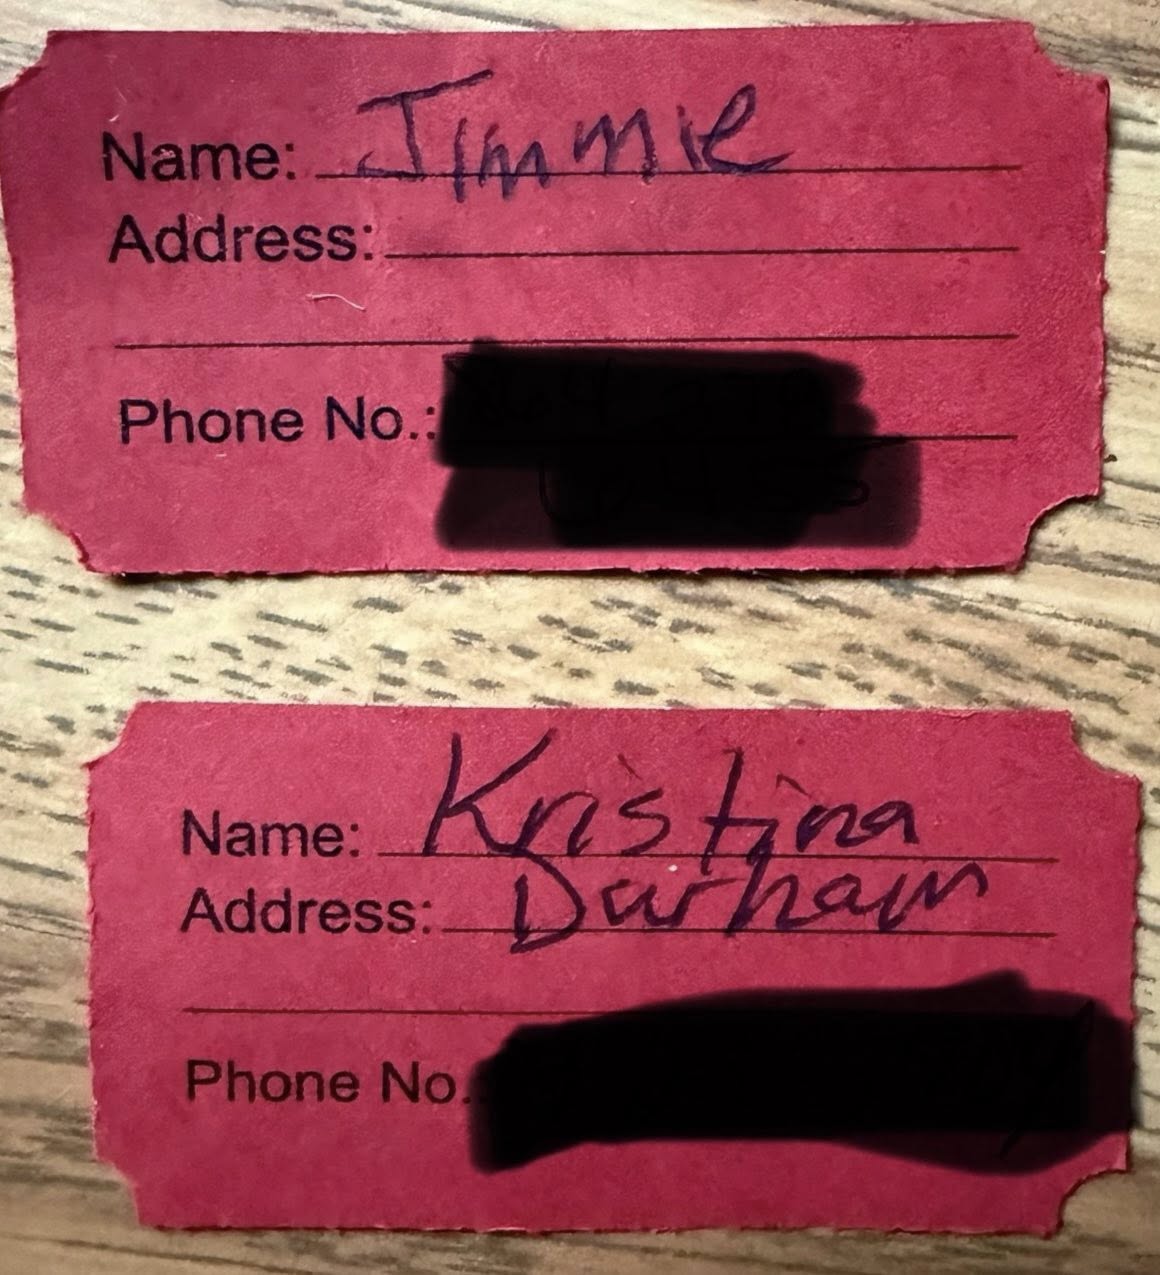 Name: Jimmie
Address:
Phone No.:
Name: Kristina
Address: Durham
Phone No.